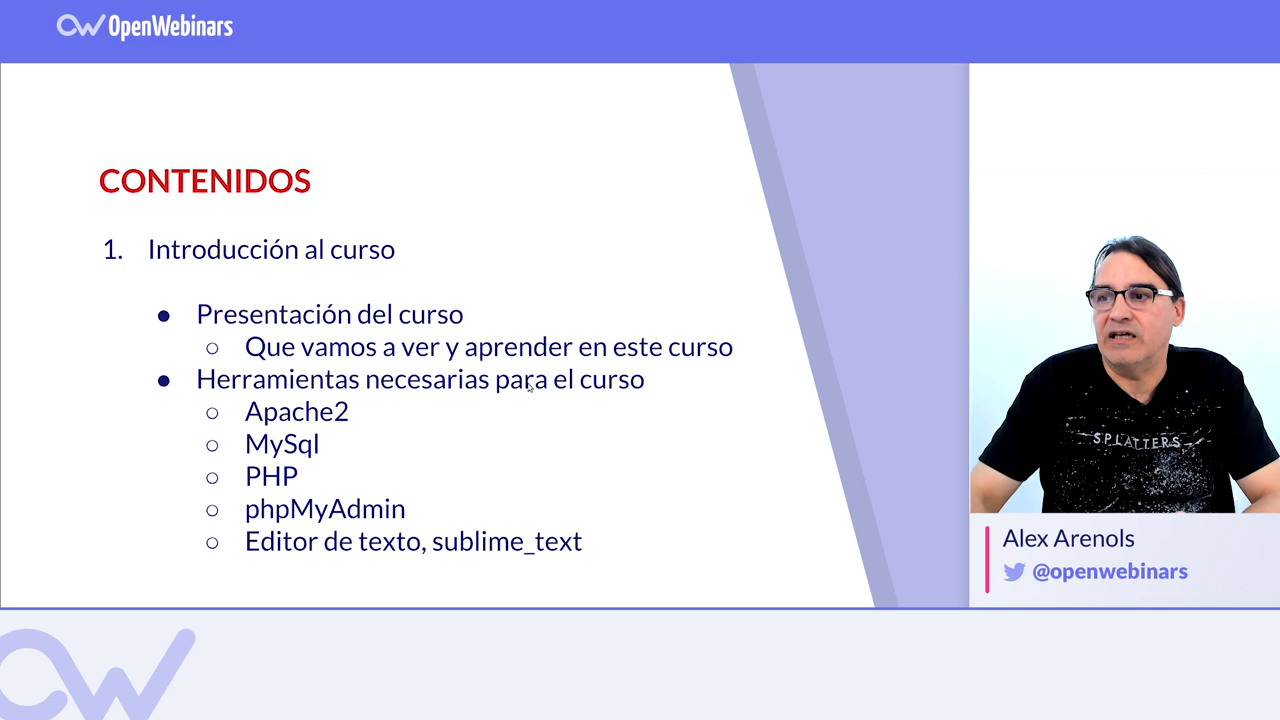 OpenWebinars
CONTENIDOS
1. Introducción al curso
● Presentación del curso
○ Que vamos a ver y aprender en este curso
● Herramientas necesarias para el curso
○ Apache2
○ MySql
○ PHP
○ phpMyAdmin
○ Editor de texto, sublime_text
SPLATTERS
Alex Arenols
@openwebinars